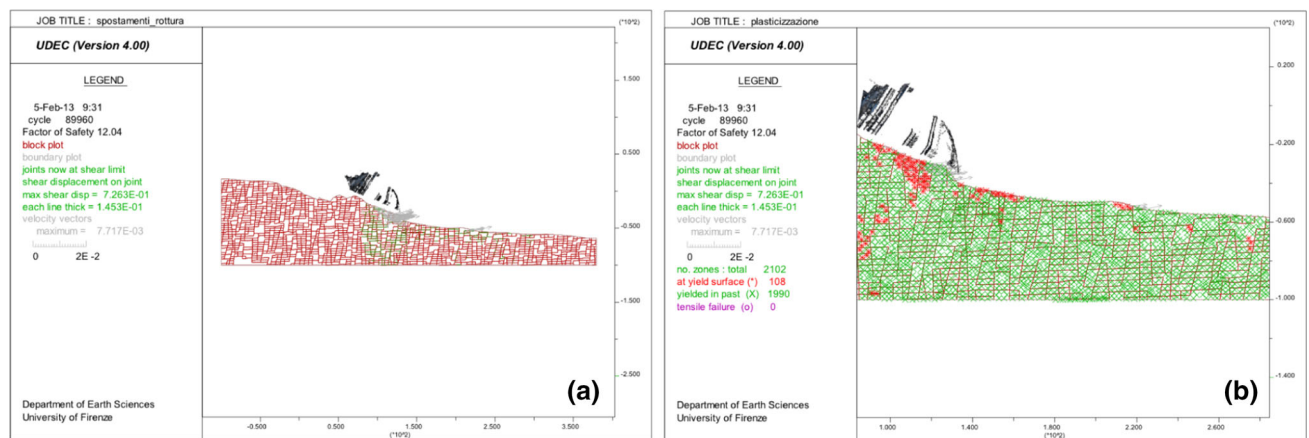 JOB TITLE : spostamenti_rottura
(*10^2)
UDEC (Version 4.00)
LEGEND
5-Feb-13 9:31
cycle 89960
Factor of Safety 12.04
block plot
boundary plot
joints now at shear limit
shear displacement on joint
max shear disp = 7.263E-01
each line thick = 1.453E-01
velocity vectors
maximum = 7.717E-03
0 2E -2
Department of Earth Sciences
University of Firenze
1.500
0.500
-0.500
-1.500
-2.500
-0.500 0.500 1.500 2.500 3.500
(*10^2)
(a)
JOB TITLE : plasticizzazione
(*10^2)
UDEC (Version 4.00)
LEGEND
5-Feb-13 9:31
cycle 89960
Factor of Safety 12.04
block plot
boundary plot
joints now at shear limit
shear displacement on joint
max shear disp = 7.263E-01
each line thick = 1.453E-01
velocity vectors
maximum = 7.717E-03
0 2E -2
no. zones : total 2102
at yield surface (*) 108
yielded in past (X) 1990
tensile failure (o) 0
Department of Earth Sciences
University of Firenze
0.200
-0.200
-0.600
-1.000
-1.400
1.000 1.400 1.800 2.200 2.600
(*10^2)
(b)